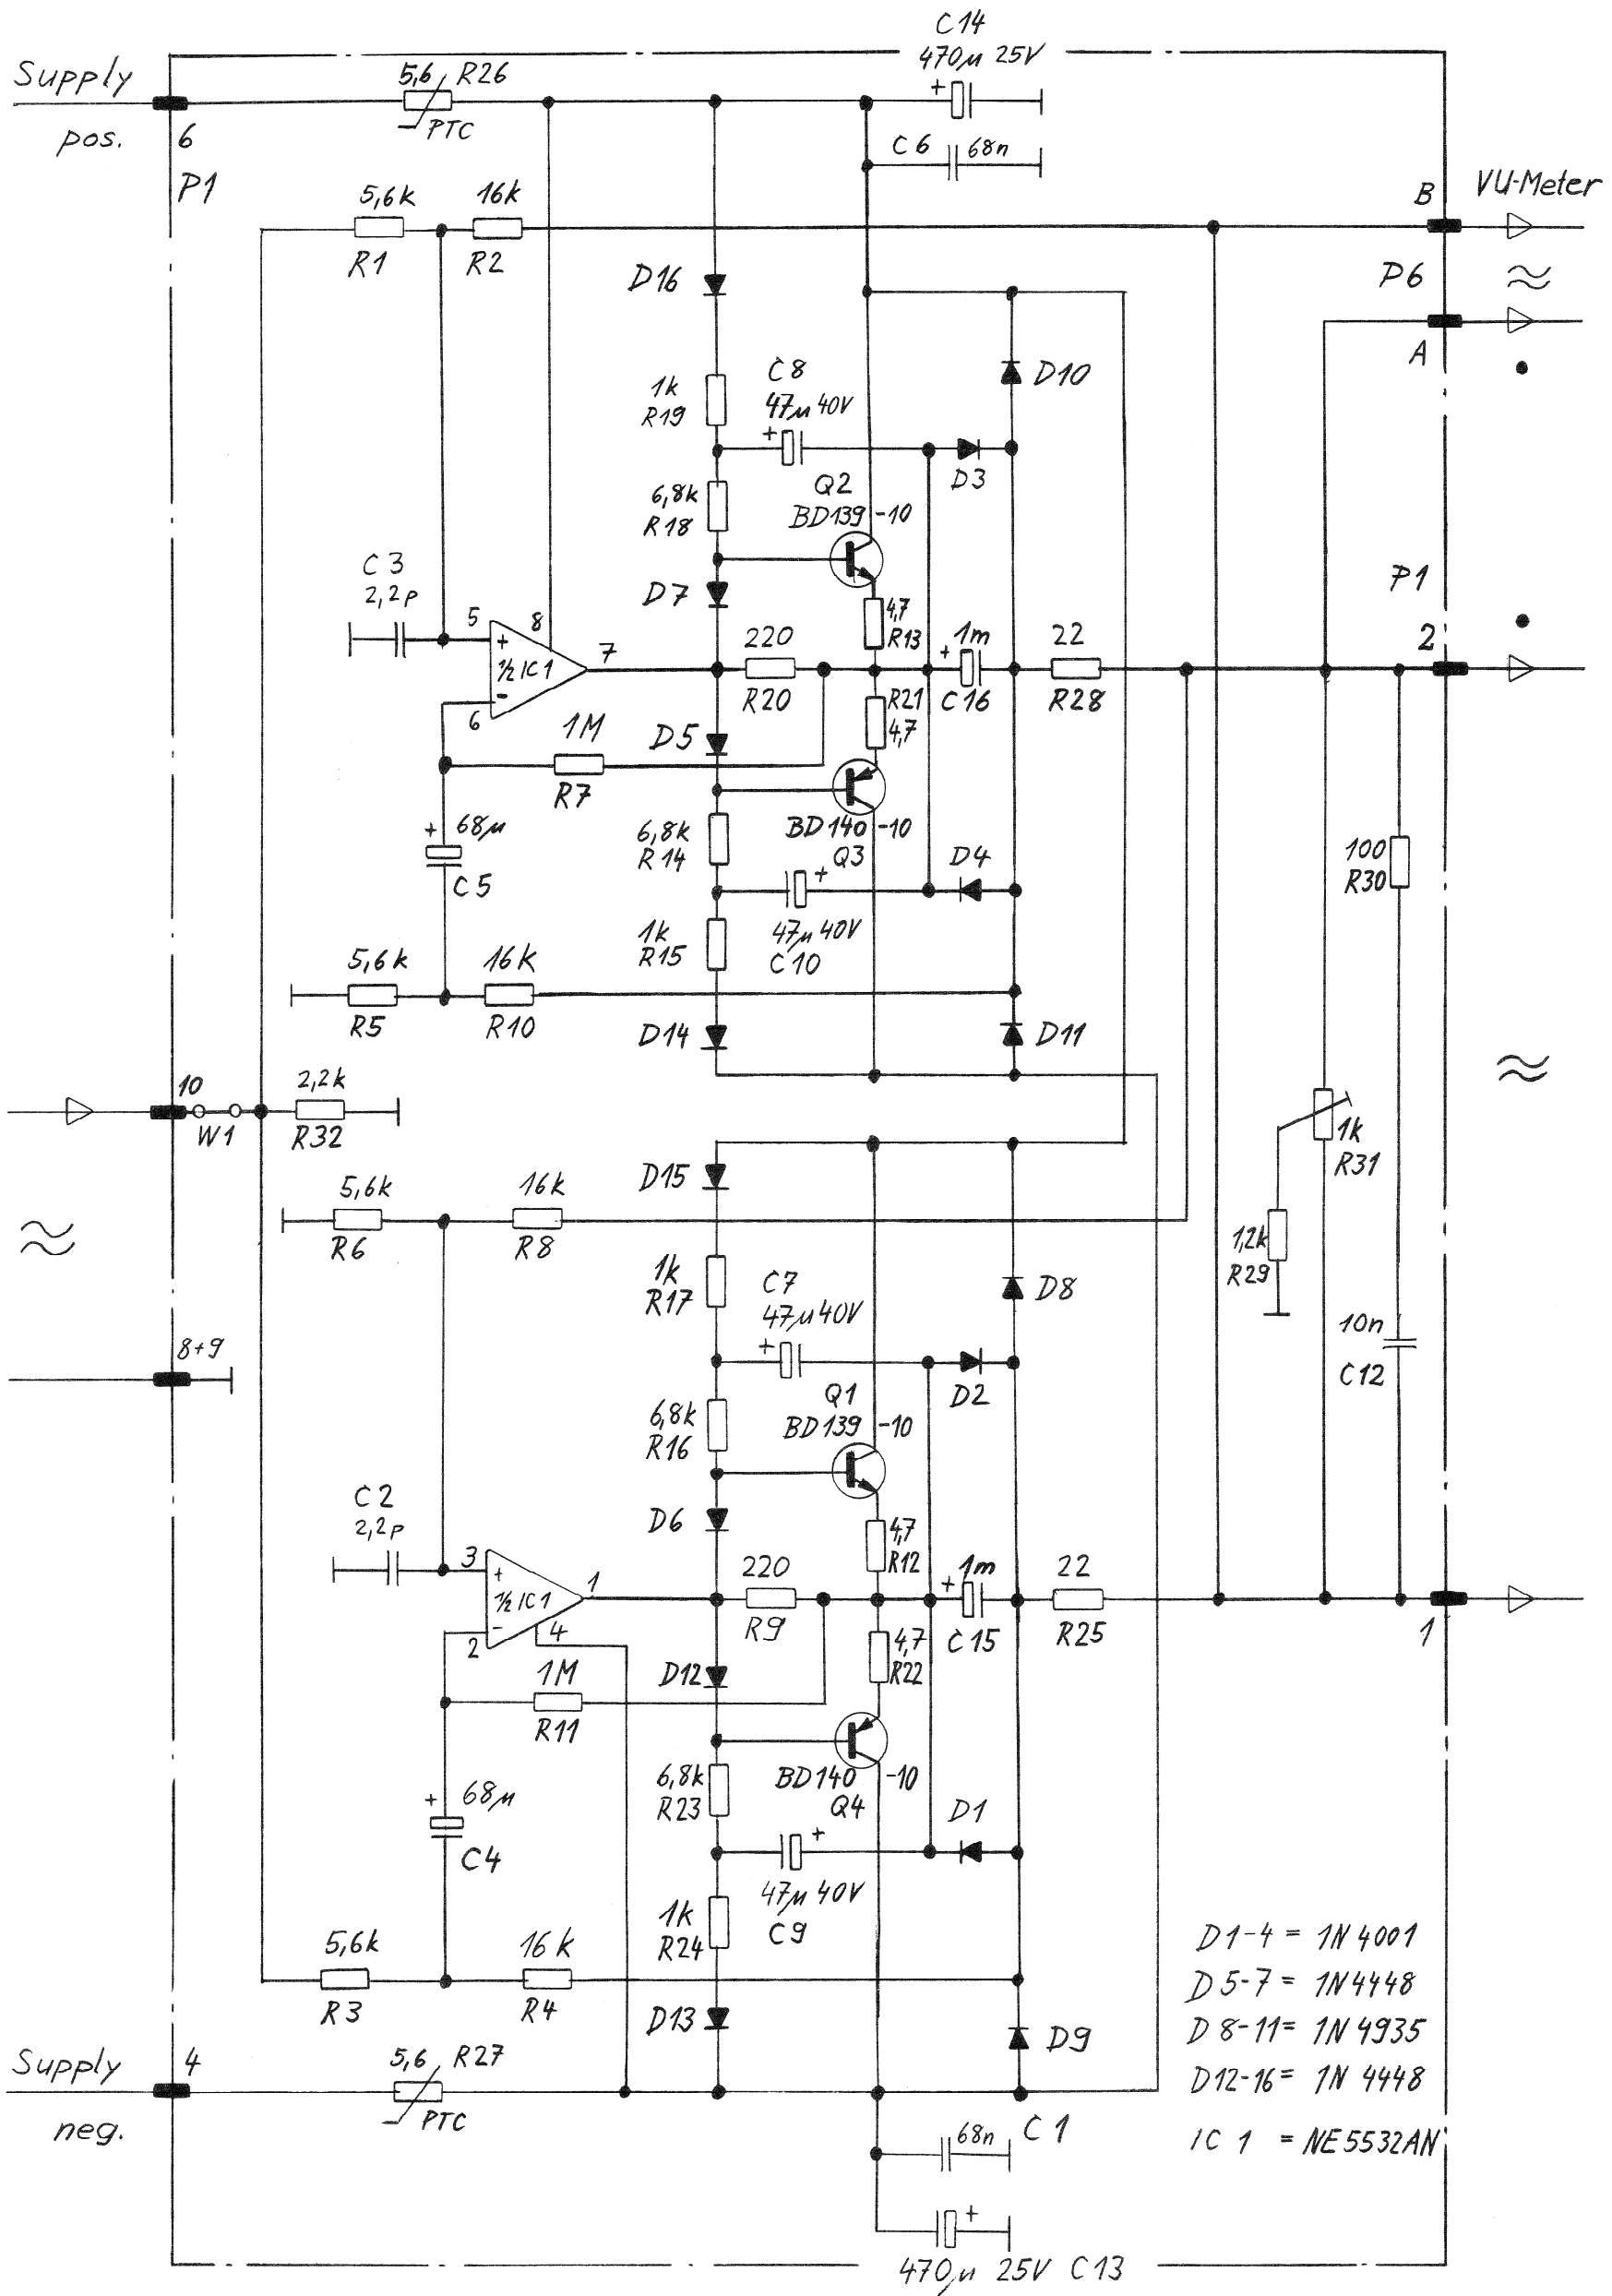 C14
470µ 25V
Supply
pos.
6
P1
5,6 R26
PTC
+
C6 68n
5,6k
R1
16k
R2
B
VU-Meter
P6
≈
A
D16
1k
R19
C8
47µ 40V
+
D10
D3
6,8k
R18
Q2
BD139 -10
C3
2,2p
D7
4,7
R13
P1
5
+
8
½ IC1
7
-
6
220
R20
+
1m
C16
22
R28
2
R21
4,7
D5
1M
R7
+
68µ
C5
6,8k
R14
BD140 -10
Q3
D4
+
47µ 40V
C10
1k
R15
100
R30
5,6k
R5
16k
R10
D14
D11
10
W1
2,2k
R32
≈
1k
R31
D15
5,6k
R6
16k
R8
≈
1,2k
R29
1k
R17
C7
47µ 40V
+
D8
10n
C12
8+9
D2
6,8k
R16
Q1
BD139 -10
C2
2,2p
D6
4,7
R12
3
+
½ IC1
1
-
2
4
220
R9
+
1m
C15
22
R25
1
4,7
R22
D12
1M
R11
6,8k
R23
BD140 -10
Q4
D1
+
68µ
C4
+
47µ 40V
C9
1k
R24
5,6k
R3
16k
R4
D13
D9
D1-4 = 1N 4001
D5-7 = 1N4448
D8-11= 1N 4935
D12-16= 1N 4448
IC 1 = NE5532AN
Supply
neg.
4
5,6 R27
PTC
68n
C1
+
470µ 25V C13